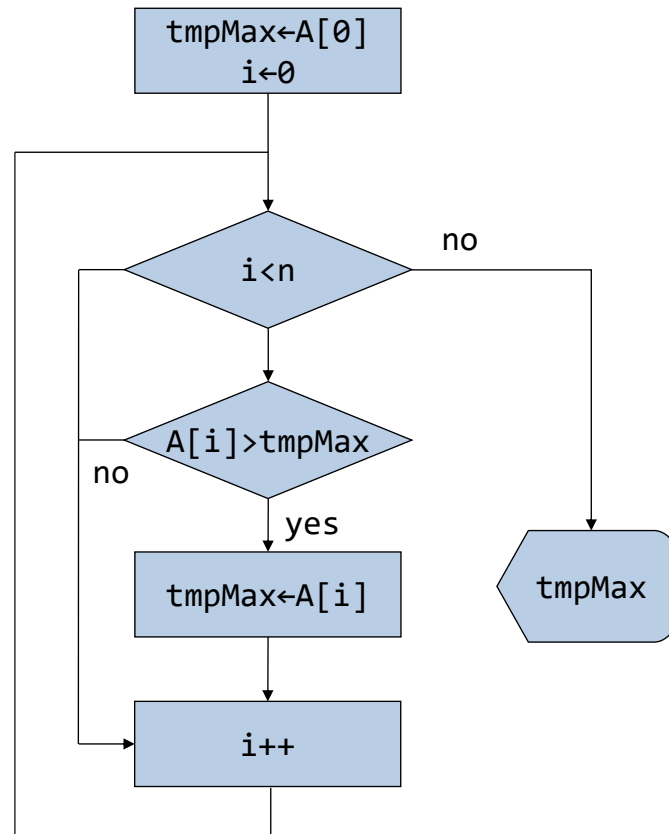 tmpMax←A[0]
i←0
i<n
no
A[i]>tmpMax
no
yes
tmpMax←A[i]
tmpMax
i++